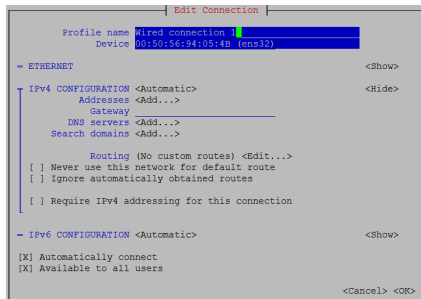 Edit Connection
Profile name Wired connection 1
Device 00:50:56:94:05:4B (ens32)
= ETHERNET <Show>
IPv4 CONFIGURATION <Automatic> <Hide>
Addresses <Add...>
Gateway
DNS servers <Add...>
Search domains <Add...>
Routing (No custom routes) <Edit...>
[ ] Never use this network for default route
[ ] Ignore automatically obtained routes
[ ] Require IPv4 addressing for this connection
= IPv6 CONFIGURATION <Automatic> <Show>
[X] Automatically connect
[X] Available to all users
<Cancel> <OK>